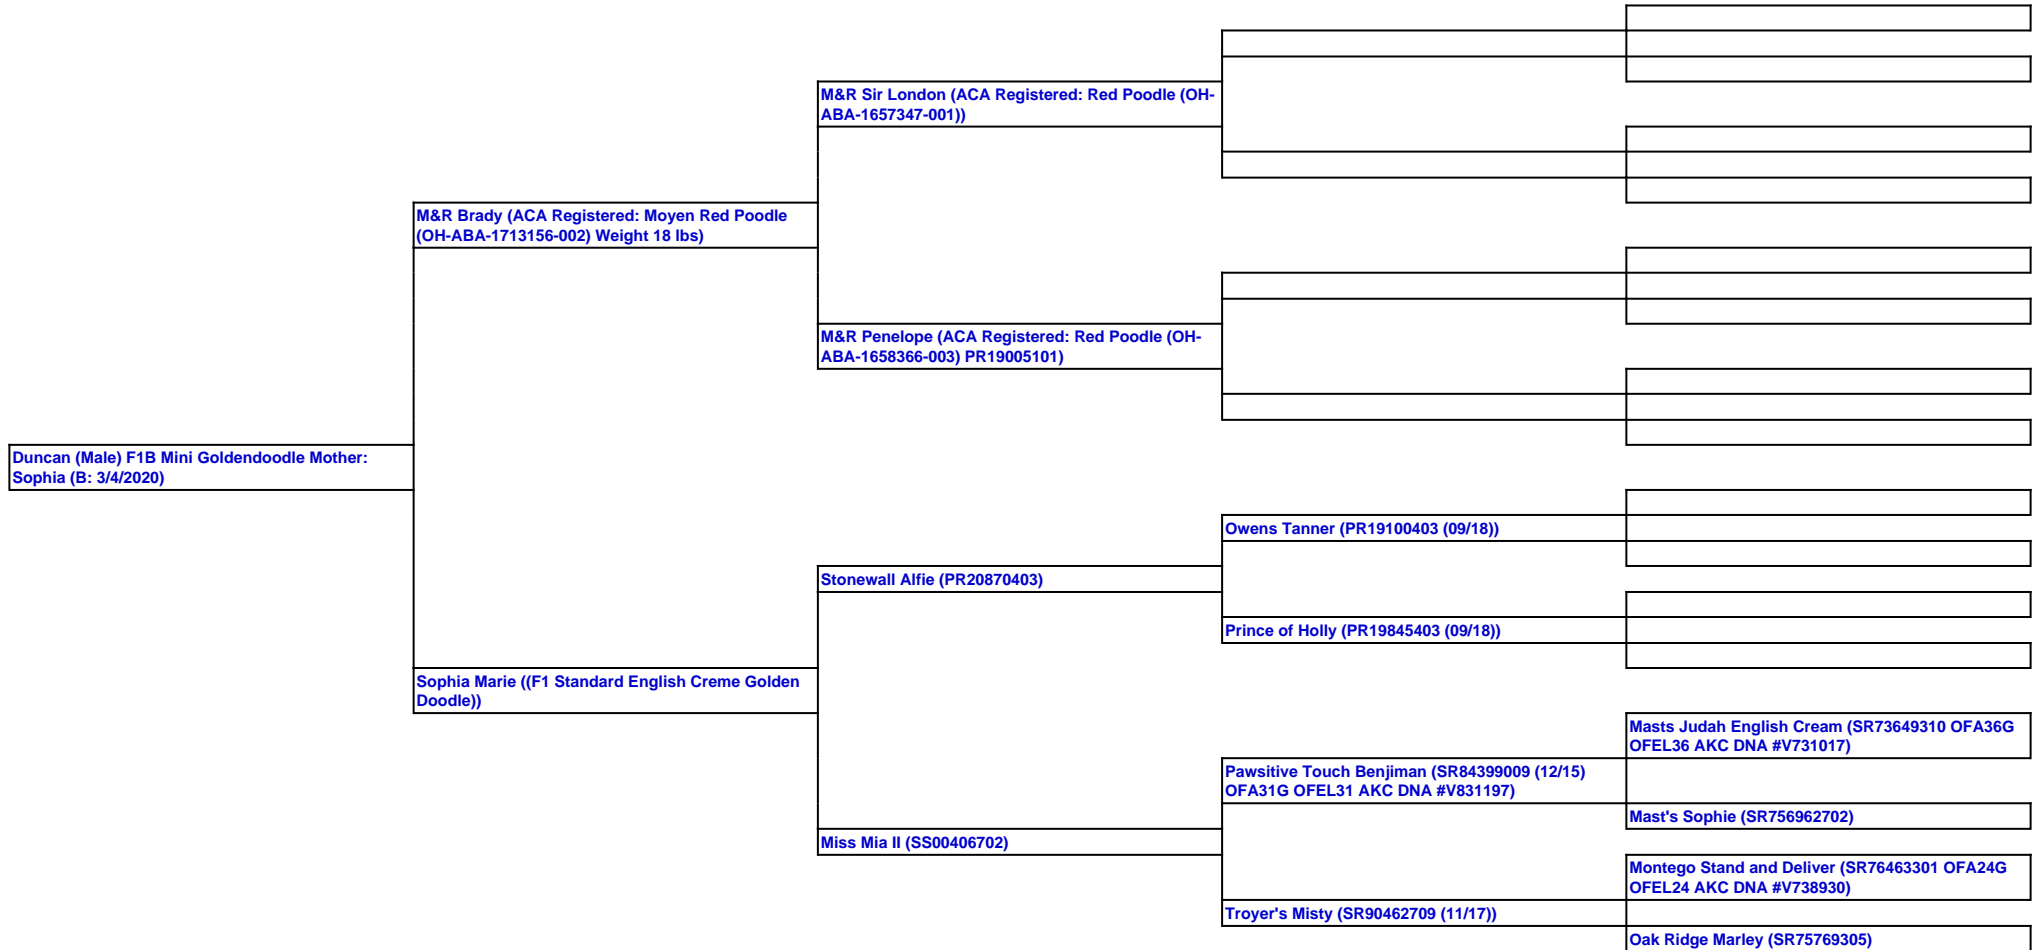 M&R Sir London (ACA Registered: Red Poodle (OH-
ABA-1657347-001))
M&R Brady (ACA Registered: Moyen Red Poodle
(OH-ABA-1713156-002) Weight 18 lbs)
M&R Penelope (ACA Registered: Red Poodle (OH-
ABA-1658366-003) PR19005101)
Duncan (Male) F1B Mini Goldendoodle Mother:
Sophia (B: 3/4/2020)
Owens Tanner (PR19100403 (09/18))
Stonewall Alfie (PR20870403)
Prince of Holly (PR19845403 (09/18))
Sophia Marie ((F1 Standard English Creme Golden
Doodle))
Masts Judah English Cream (SR73649310 OFA36G
OFEL36 AKC DNA #V731017)
Pawsitive Touch Benjiman (SR84399009 (12/15)
OFA31G OFEL31 AKC DNA #V831197)
Mast's Sophie (SR756962702)
Miss Mia II (SS00406702)
Montego Stand and Deliver (SR76463301 OFA24G
OFEL24 AKC DNA #V738930)
Troyer's Misty (SR90462709 (11/17))
Oak Ridge Marley (SR75769305)